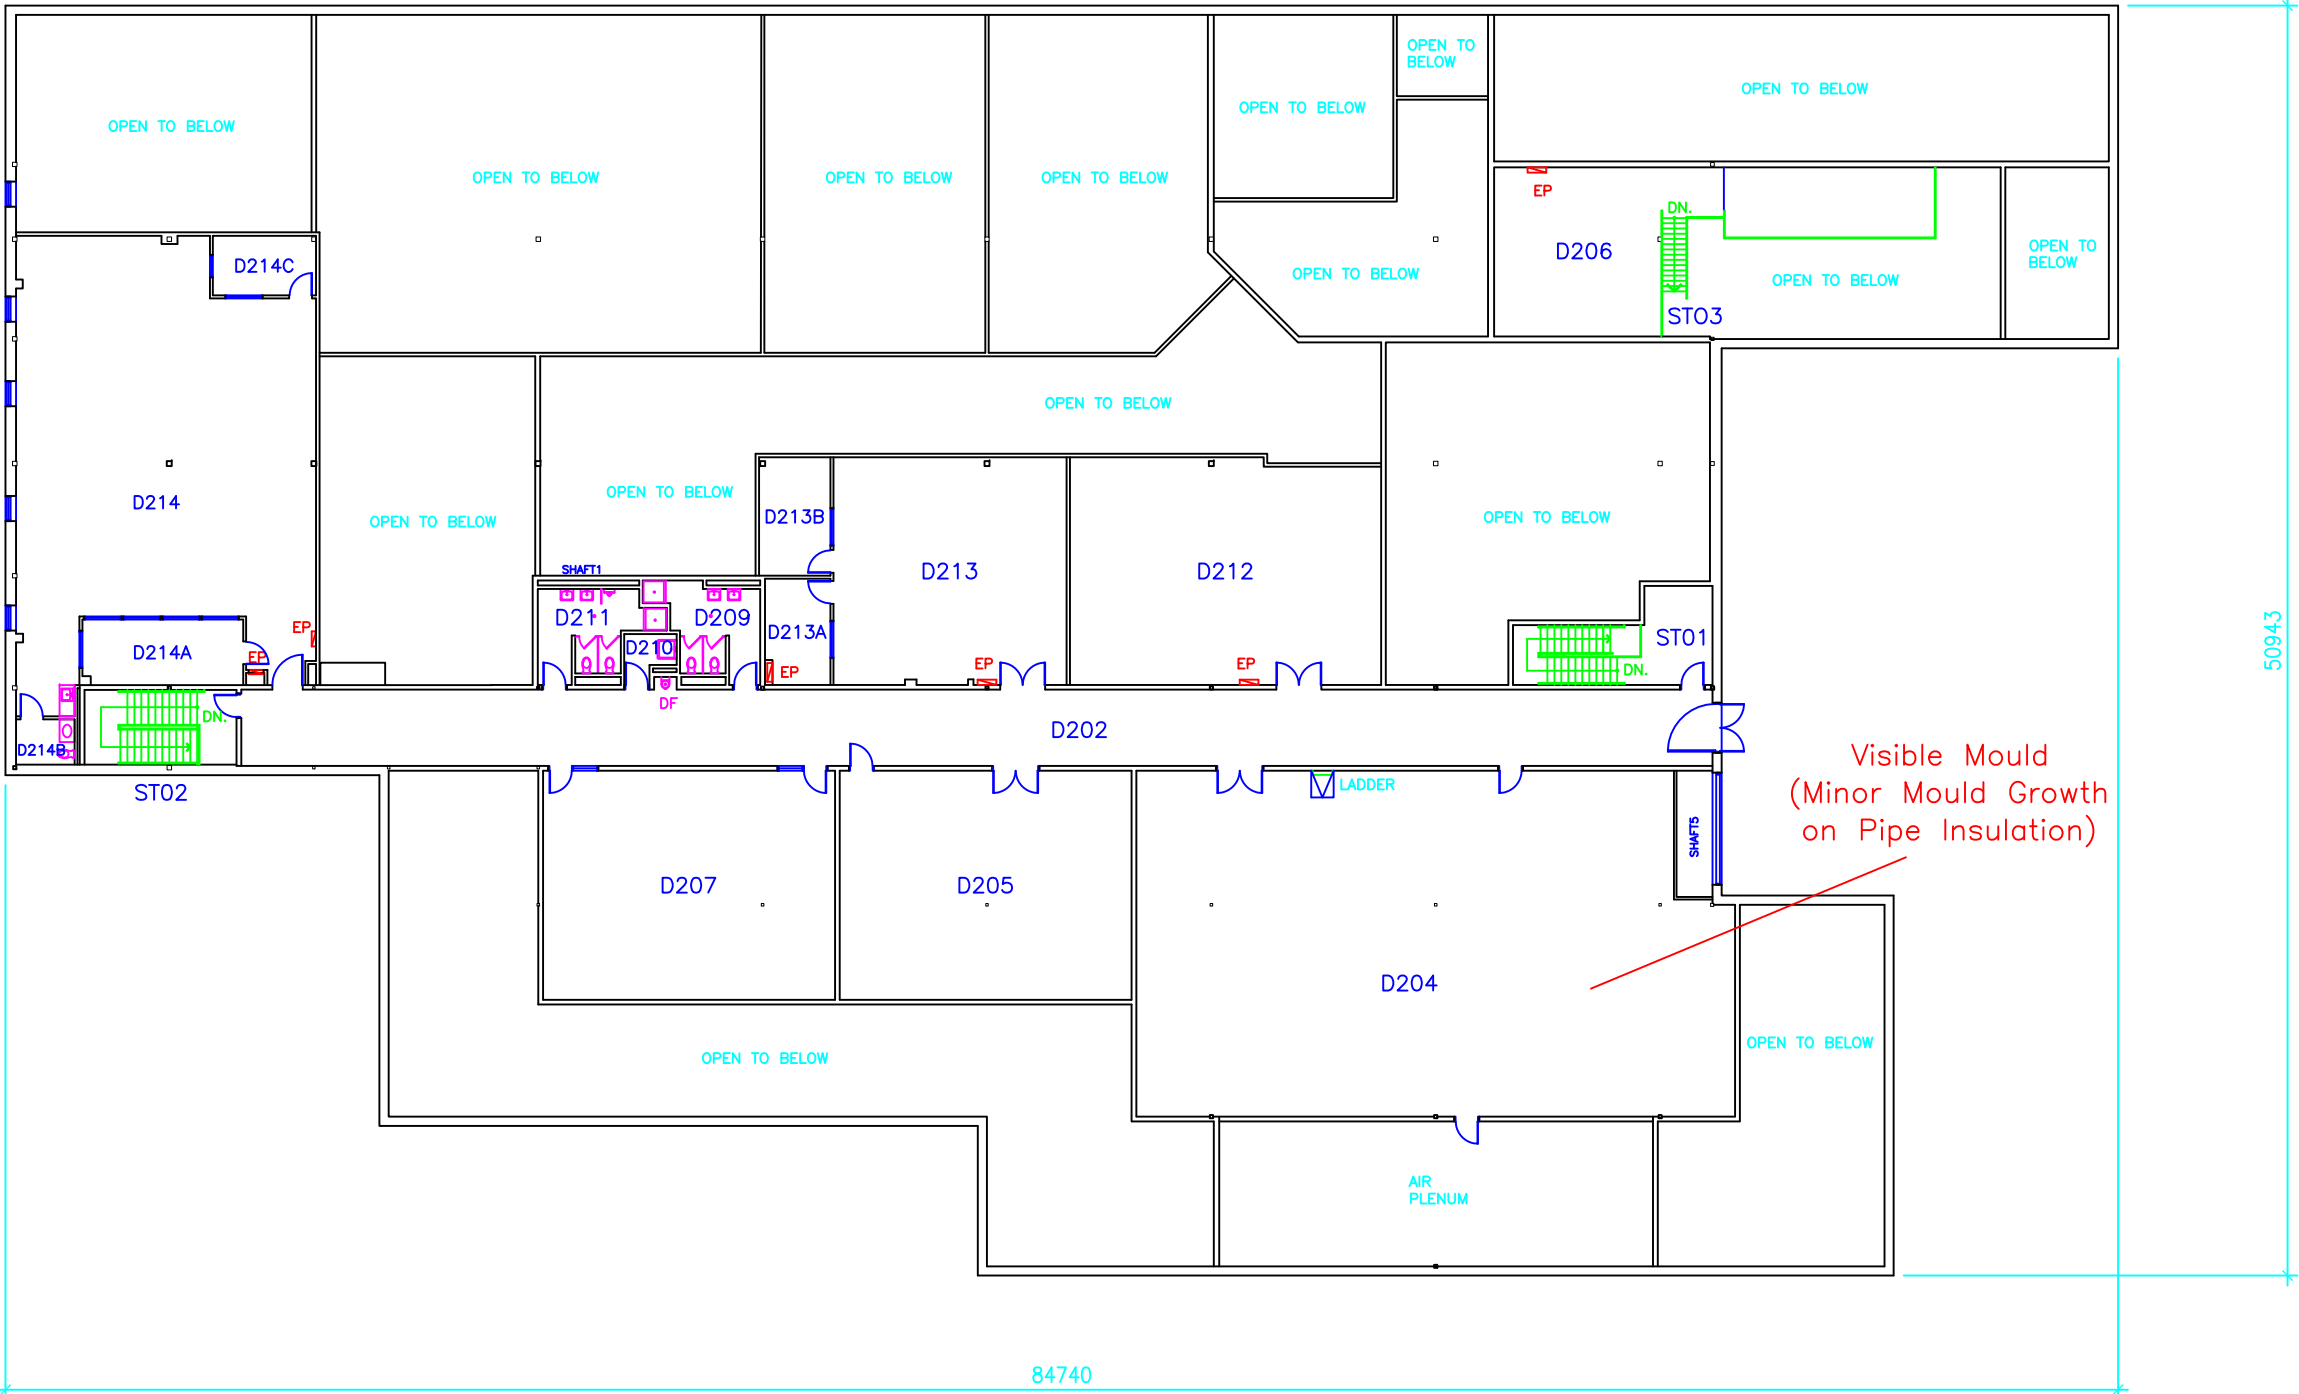 OPEN TO
BELOW
OPEN TO BELOW
OPEN TO BELOW
OPEN TO BELOW
OPEN TO BELOW
OPEN TO BELOW
OPEN TO BELOW
EP
DN.
D206
OPEN TO
BELOW
D214C
OPEN TO BELOW
OPEN TO BELOW
STO3
OPEN TO BELOW
OPEN TO BELOW
D214
OPEN TO BELOW
D213B
OPEN TO BELOW
SHAFT1
D213
D212
D211
D209
EP
D213A
STO1
D210
D214A
EP
EP
EP
EP
DN.
DF
DN.
D202
D214B
STO2
LADDER
Visible Mould
(Minor Mould Growth
on Pipe Insulation)
SHAFT5
D207
D205
D204
OPEN TO BELOW
OPEN TO BELOW
AIR
PLENUM
50943
84740